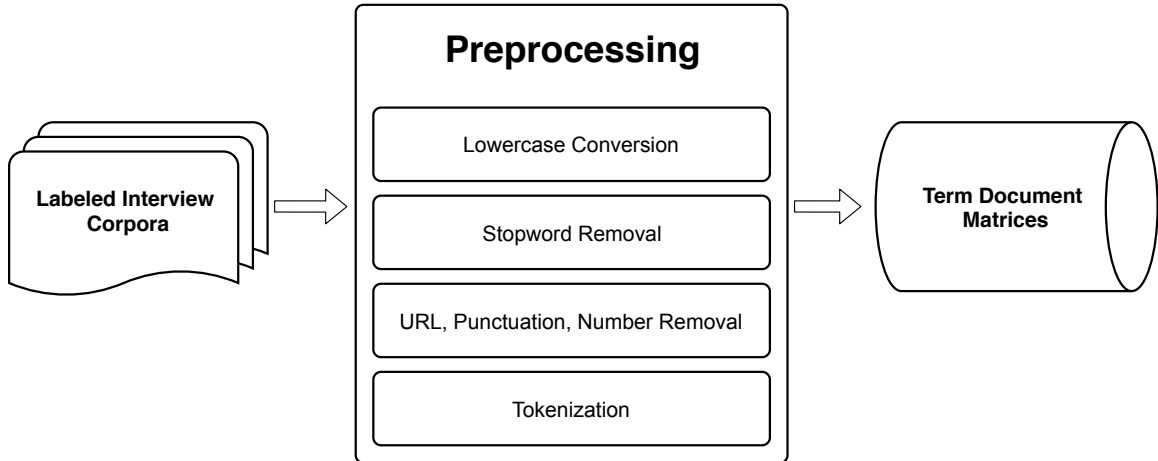 Preprocessing
Labeled Interview
Corpora
Lowercase Conversion
Stopword Removal
URL, Punctuation, Number Removal
Tokenization
Term Document
Matrices